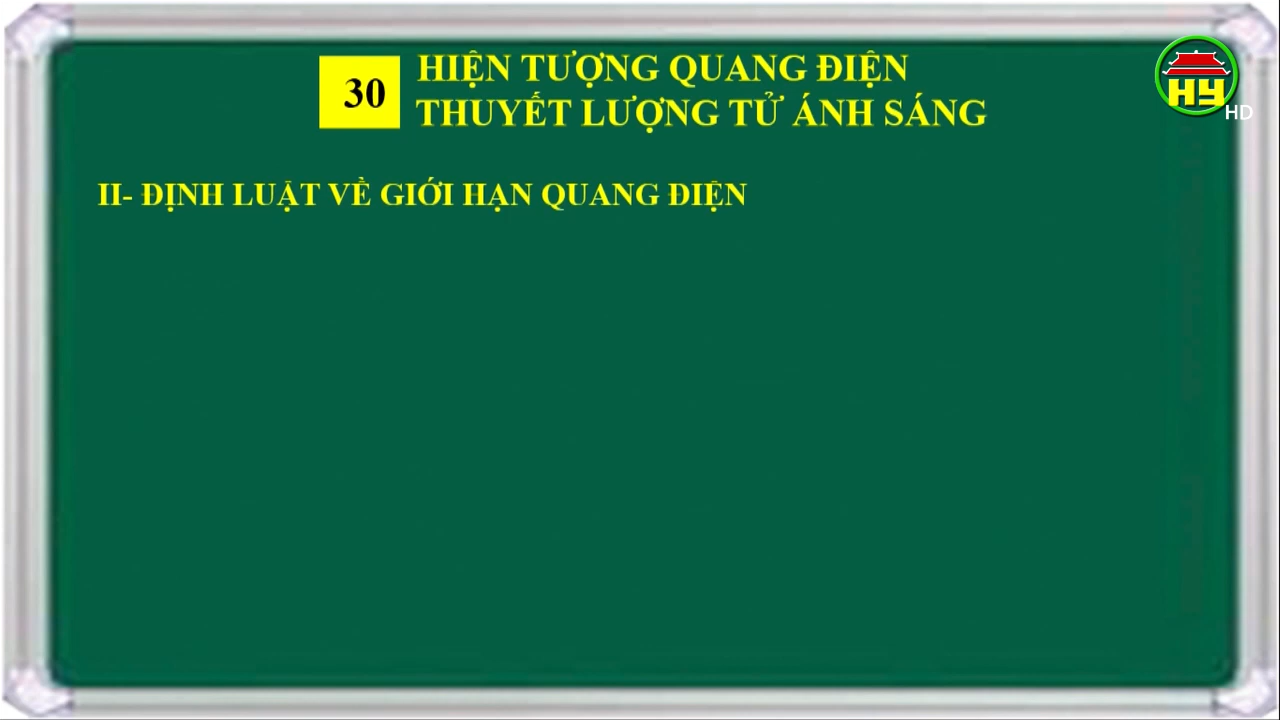 30
HIỆN TƯỢNG QUANG ĐIỆN
THUYẾT LƯỢNG TỬ ÁNH SÁNG
HY
HD
II- ĐỊNH LUẬT VỀ GIỚI HẠN QUANG ĐIỆN